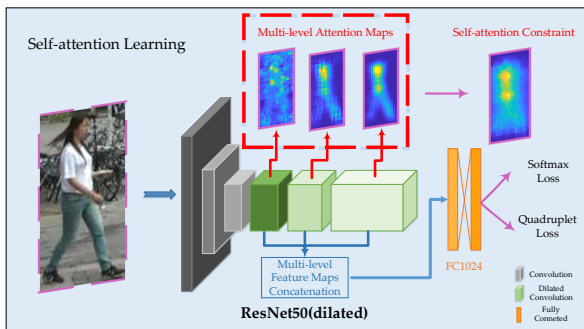 Self-attention Learning
Multi-level Attention Maps
Self-attention Constraint
Softmax
Loss
Quadruplet
Loss
FC1024
Multi-level
Feature Maps
Concatenation
ResNet50(dilated)
Convolution
Dilated
Convolution
Fully
Conneted